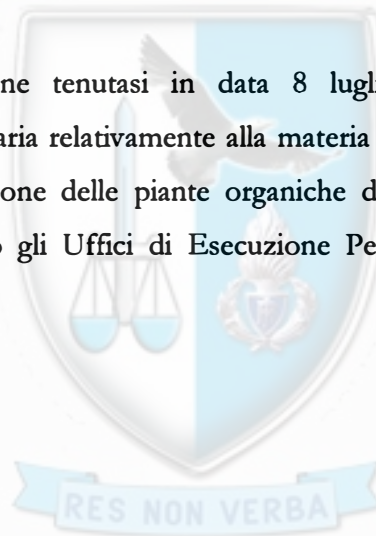 ne tenutasi in data 8 lugli
aria relativamente alla materia
one delle piante organiche d
o gli Uffici di Esecuzione Pe
RES NON VERBA